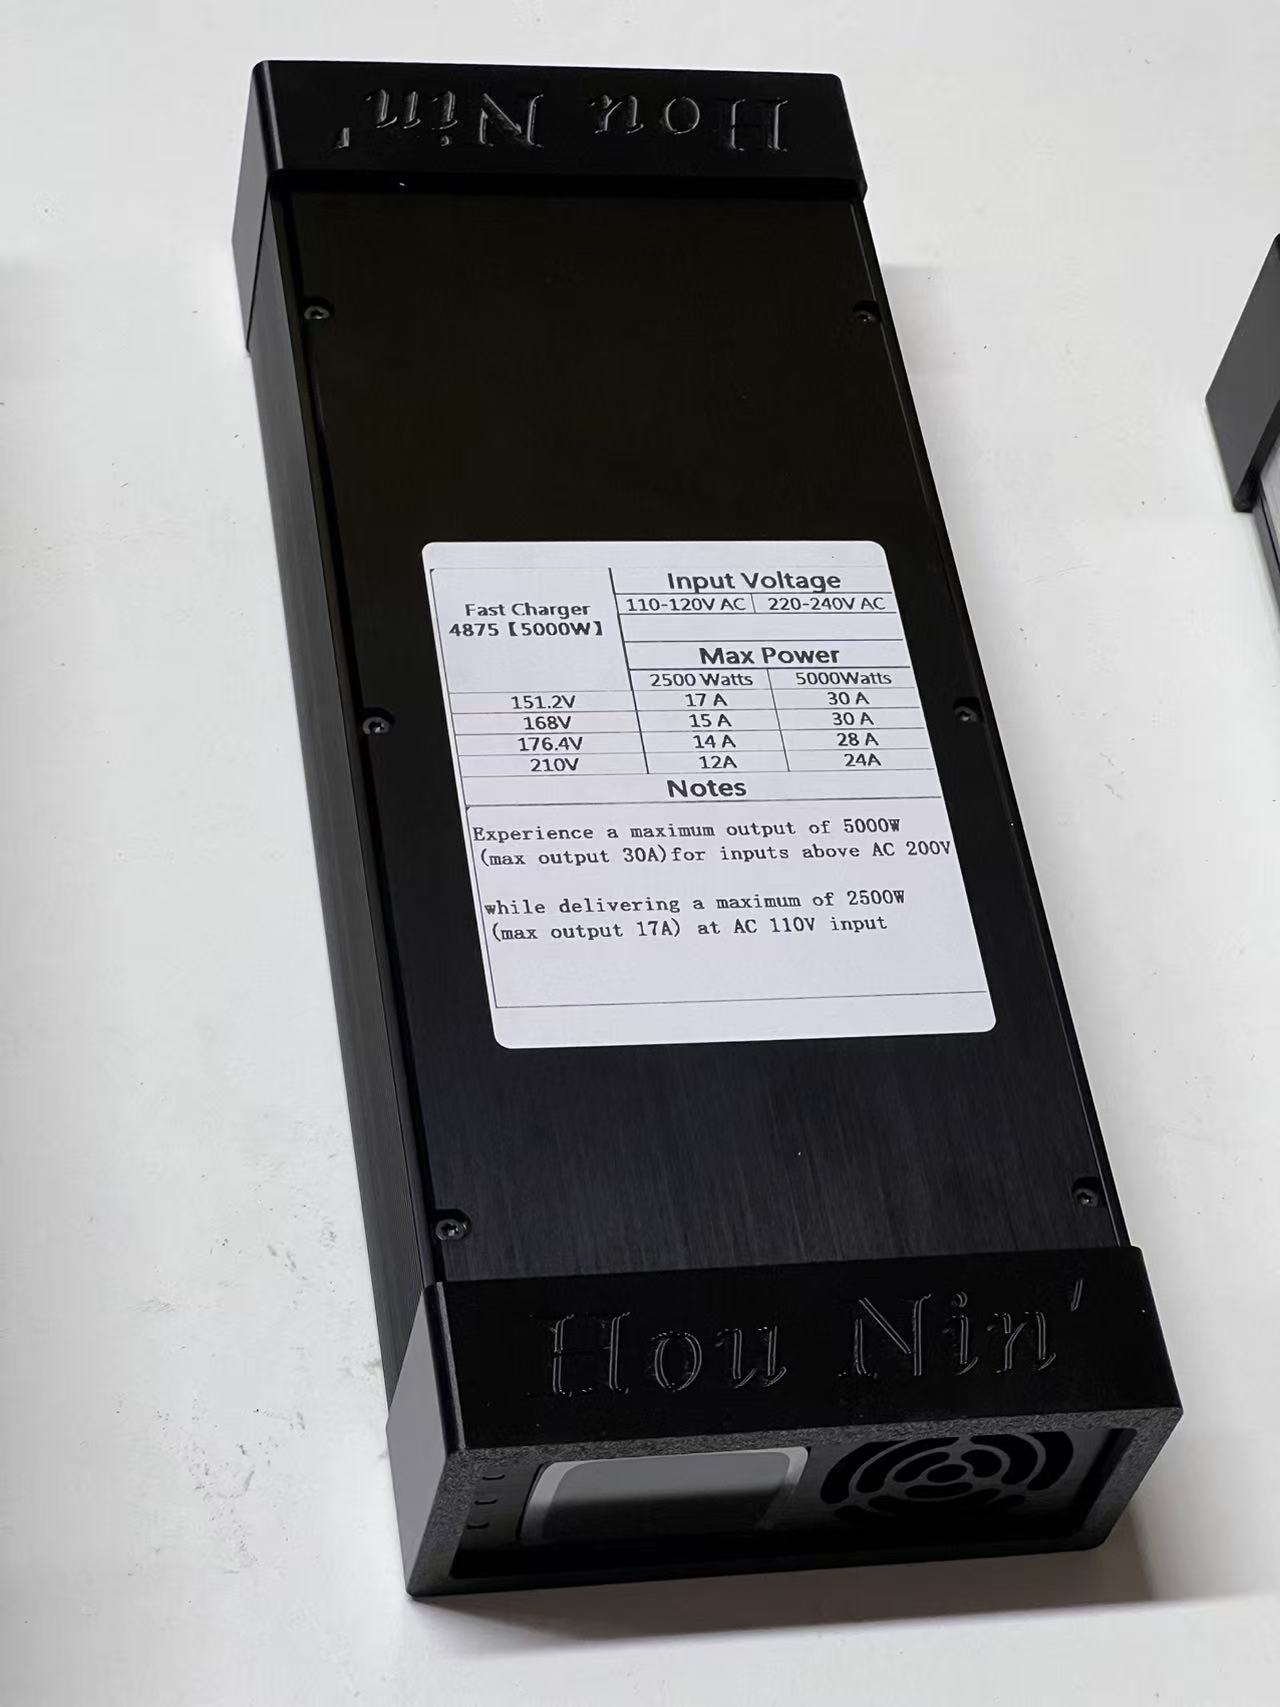 Hou Nin'
Input Voltage
110-120V AC 220-240V AC
Fast Charger
4875【5000W】
Max Power
2500 Watts 5000Watts
151.2V 17 A 30 A
168V 15 A 30 A
176.4V 14 A 28 A
210V 12A 24A
Notes
Experience a maximum output of 5000W
(max output 30A)for inputs above AC 200V
while delivering a maximum of 2500W
(max output 17A) at AC 110V input
Hou Nin'